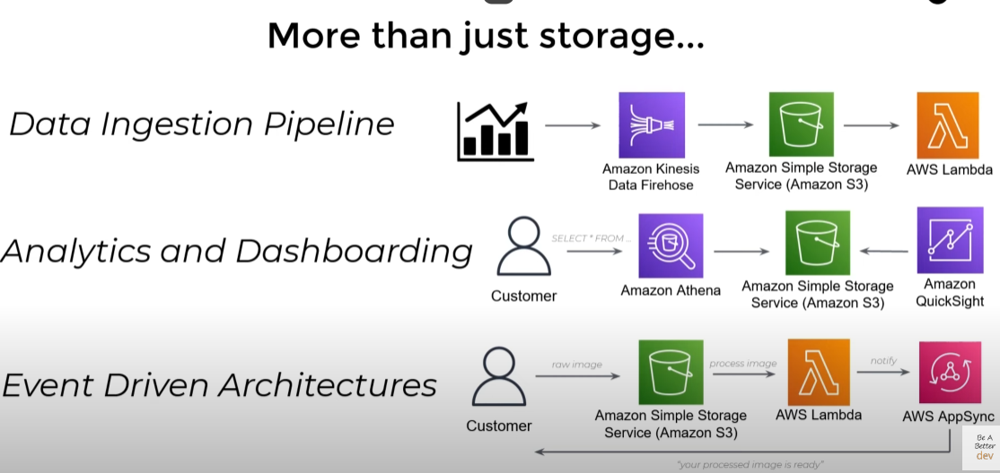 More than just storage...
Data Ingestion Pipeline
Amazon Kinesis
Data Firehose
Amazon Simple Storage
Service (Amazon S3)
AWS Lambda
Analytics and Dashboarding
Customer
SELECT * FROM ...
Amazon Athena
Amazon Simple Storage
Service (Amazon S3)
Amazon
QuickSight
Event Driven Architectures
Customer
raw image
Amazon Simple Storage
Service (Amazon S3)
process image
AWS Lambda
notify
AWS AppSync
"your processed image is ready"
Be A
Better
dev